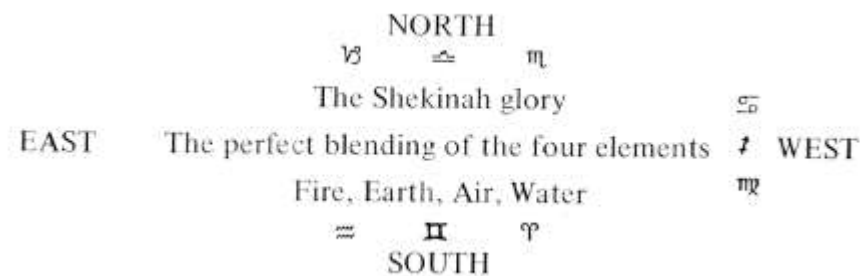 NORTH
♑ ♎ ♏
The Shekinah glory ♋
EAST The perfect blending of the four elements ♐ WEST
Fire, Earth, Air, Water ♍
♒ ♊ ♈
SOUTH